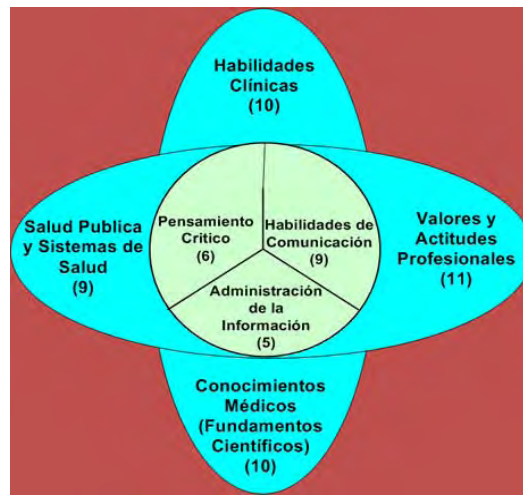 Habilidades
Clínicas
(10)
Salud Publica
y Sistemas de
Salud
(9)
Pensamiento
Critico
(6)
Habilidades de
Comunicación
(9)
Valores y
Actitudes
Profesionales
(11)
Administración
de la
Información
(5)
Conocimientos
Médicos
(Fundamentos
Científicos)
(10)